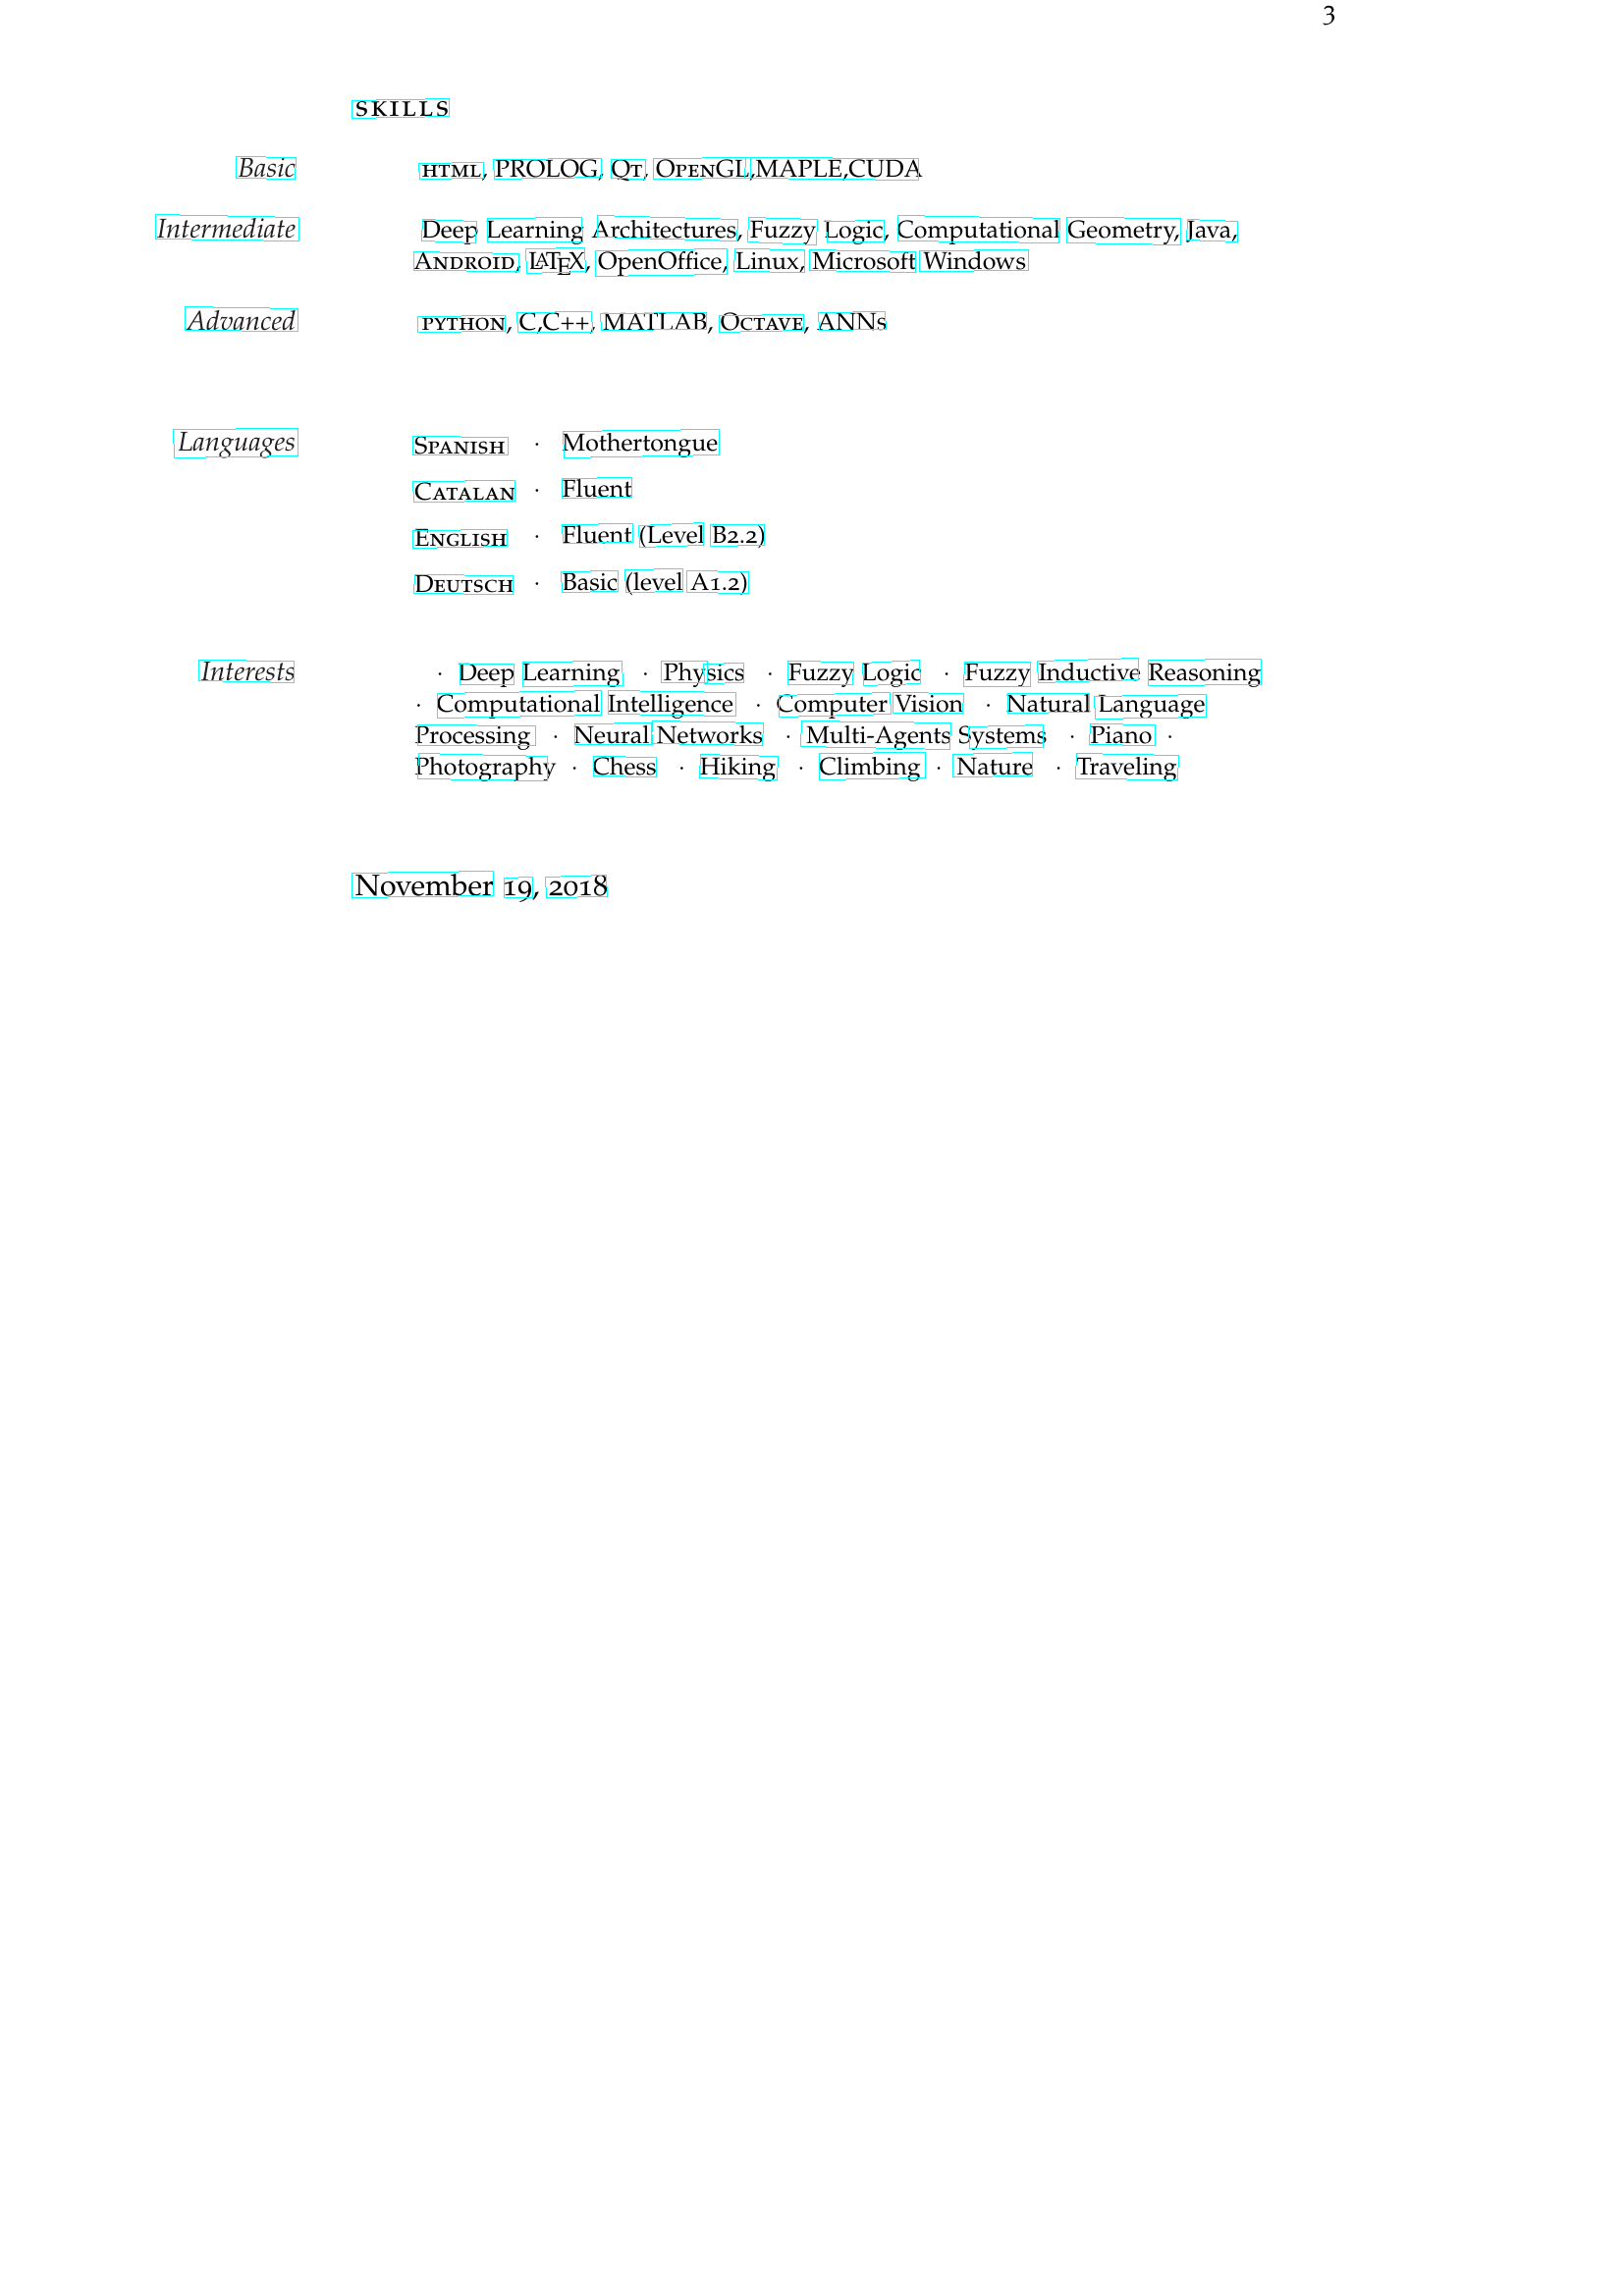 3
SKILLS
Basic HTML, PROLOG, QT, OPENGL,MAPLE,CUDA
Intermediate Deep Learning Architectures, Fuzzy Logic, Computational Geometry, Java,
ANDROID, LATEX, OpenOffice, Linux, Microsoft Windows
Advanced PYTHON, C,C++, MATLAB, OCTAVE, ANNs
Languages SPANISH · Mothertongue
CATALAN · Fluent
ENGLISH · Fluent (Level B2.2)
DEUTSCH · Basic (level A1.2)
Interests · Deep Learning · Physics · Fuzzy Logic · Fuzzy Inductive Reasoning
· Computational Intelligence · Computer Vision · Natural Language
Processing · Neural Networks · Multi-Agents Systems · Piano ·
Photography · Chess · Hiking · Climbing · Nature · Traveling
November 19, 2018